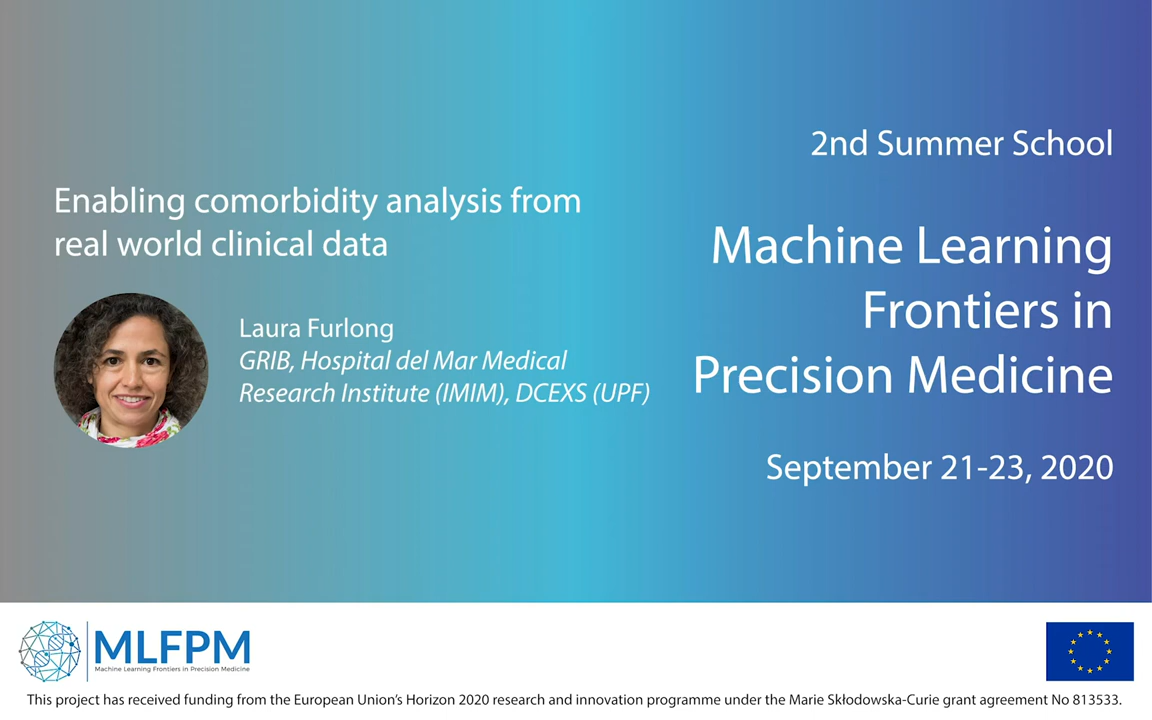 Enabling comorbidity analysis from
real world clinical data
Laura Furlong
GRIB, Hospital del Mar Medical
Research Institute (IMIM), DCEXS (UPF)
2nd Summer School
Machine Learning
Frontiers in
Precision Medicine
September 21-23, 2020
MLFPM
Machine Learning Frontiers in Precision Medicine
This project has received funding from the European Union’s Horizon 2020 research and innovation programme under the Marie Skłodowska-Curie grant agreement No 813533.